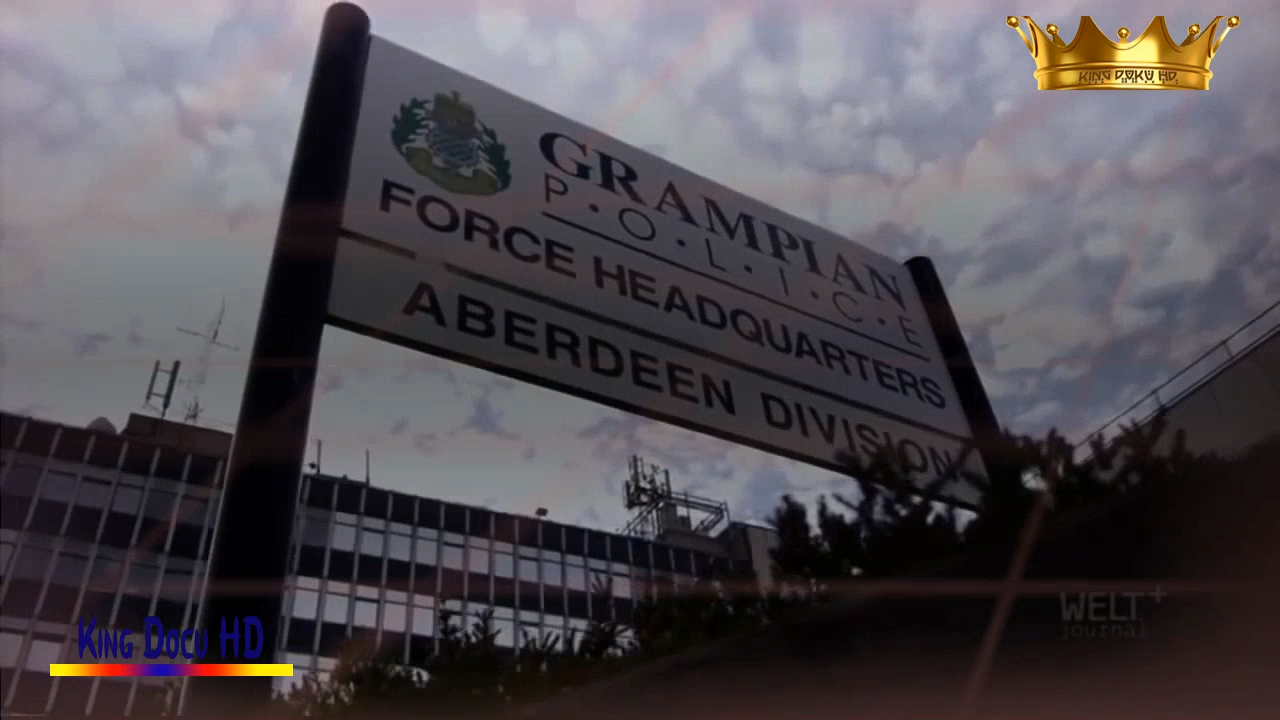 KING DOKU HD
GRAMPIAN
P·O·L·I·C·E
FORCE HEADQUARTERS
ABERDEEN DIVISION
WELT+
journal
King Docu HD